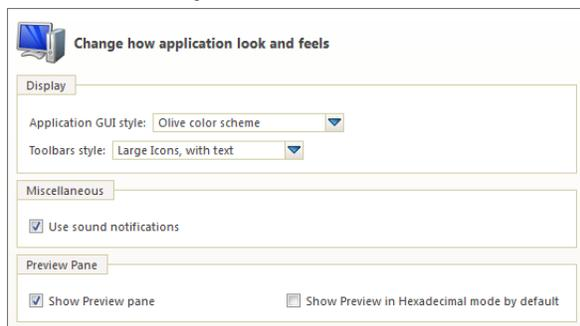 Change how application look and feels
Display
Application GUI style: Olive color scheme
Toolbars style: Large Icons, with text
Miscellaneous
Use sound notifications
Preview Pane
Show Preview pane Show Preview in Hexadecimal mode by default